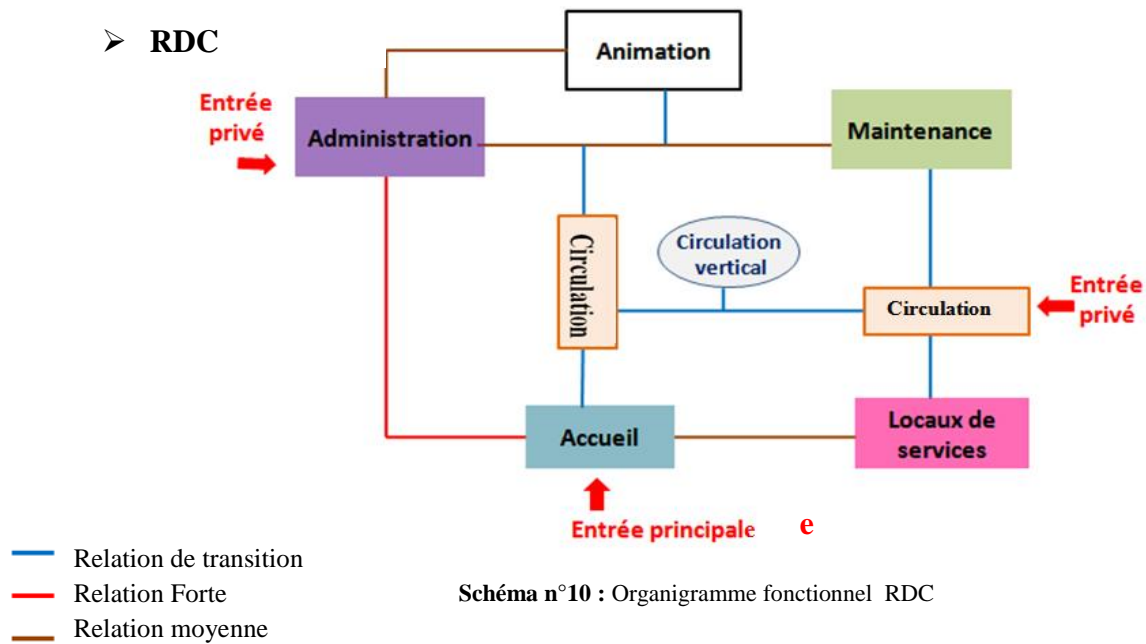 ➢ RDC
Animation
Entrée
privé
Administration
Maintenance
Circulation
Circulation
vertical
Circulation
Entrée
privé
Accueil
Locaux de
services
Entrée principale
e
Relation de transition
Relation Forte
Relation moyenne
Schéma n°10 : Organigramme fonctionnel RDC